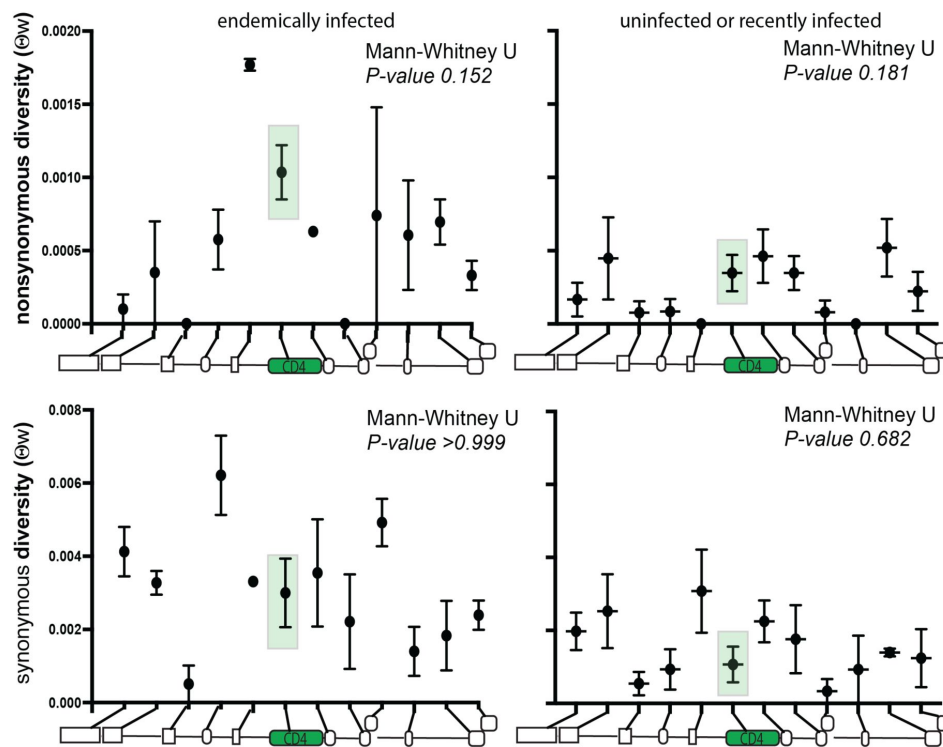 endemically infected
uninfected or recently infected
nonsynonymous diversity (Θw)
0.0020
0.0015
0.0010
0.0005
0.0000
Mann-Whitney U
P-value 0.152
CD4
Mann-Whitney U
P-value 0.181
CD4
synonymous diversity (Θw)
0.008
0.006
0.004
0.002
0.000
Mann-Whitney U
P-value >0.999
CD4
Mann-Whitney U
P-value 0.682
CD4